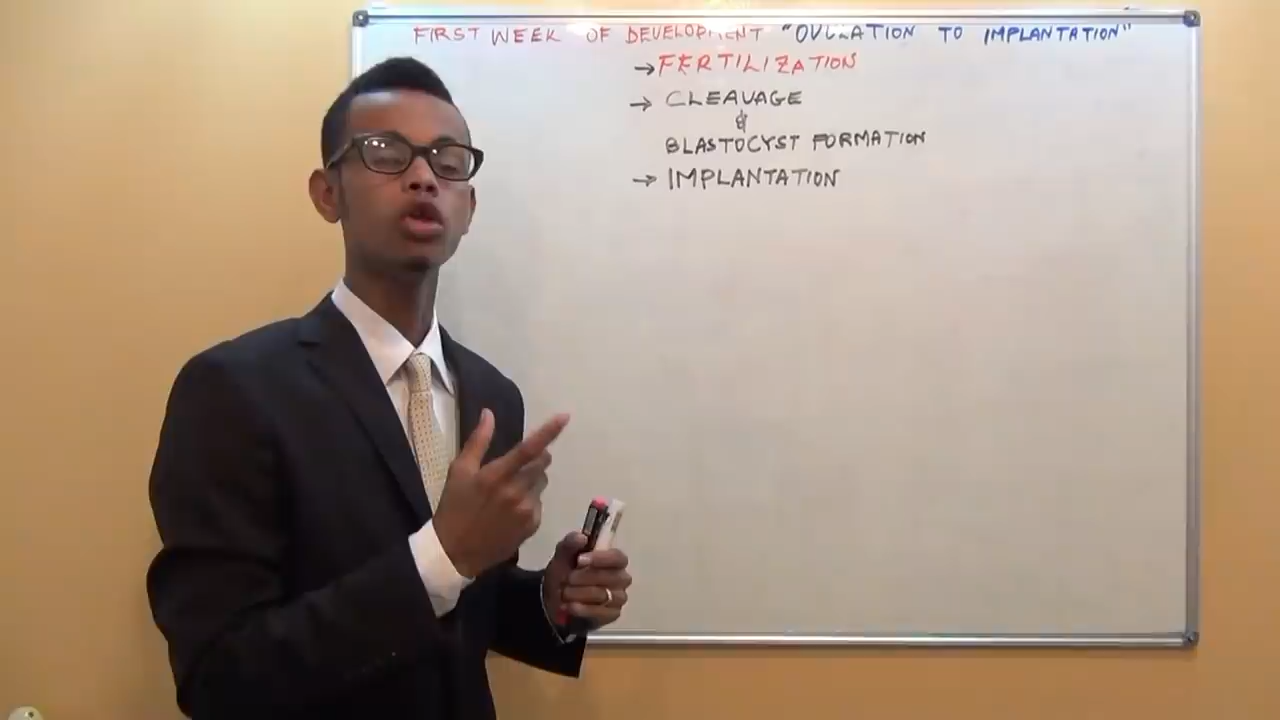 FIRST WEEK OF DEVELOPMENT "OVULATION TO IMPLANTATION"
→ FERTILIZATION
→ CLEAVAGE
&
BLASTOCYST FORMATION
→ IMPLANTATION